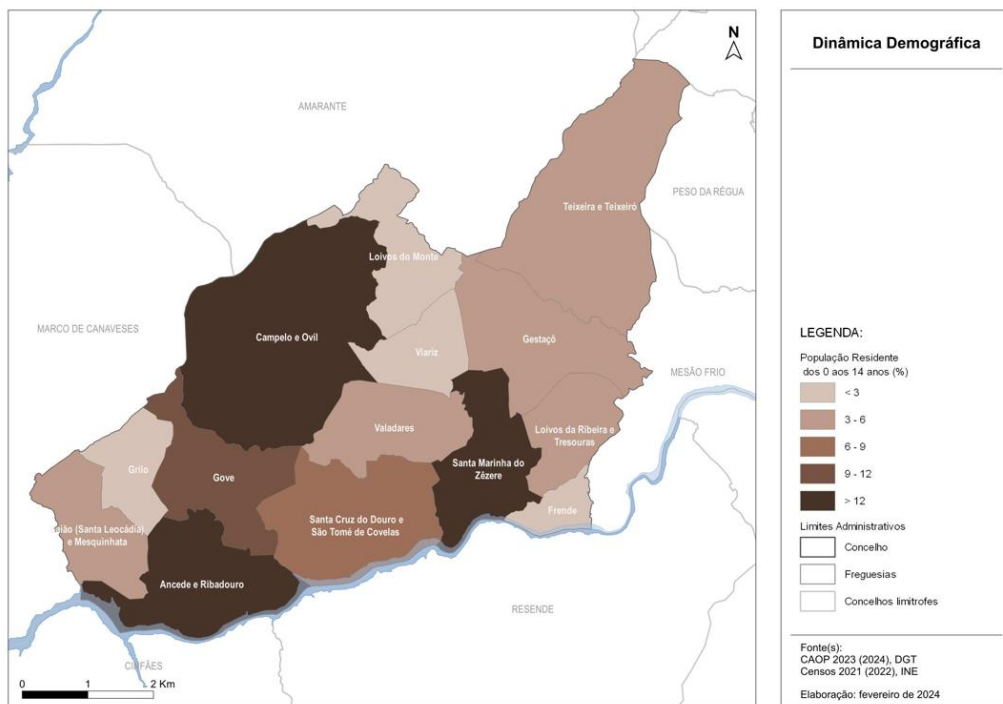 N
AMARANTE
PESO DA RÉGUA
Teixeira e Teixeiró
Loivos do Monte
MARCO DE CANAVESES
Campelo e Ovil
Gestaçô
Viariz
MESÃO FRIO
Valadares
Loivos da Ribeira e
Tresouras
Grilo
Gove
Santa Marinha do
Zêzere
Frende
Santa Cruz do Douro e
São Tomé de Covelas
ião (Santa Leocádia)
e Mesquinhata
Ancede e Ribadouro
RESENDE
CINFÃES
0 1 2 Km
Dinâmica Demográfica
LEGENDA:
População Residente
dos 0 aos 14 anos (%)
< 3
3 - 6
6 - 9
9 - 12
> 12
Limites Administrativos
Concelho
Freguesias
Concelhos limitrofes
Fonte(s):
CAOP 2023 (2024), DGT
Censos 2021 (2022), INE
Elaboração: fevereiro de 2024